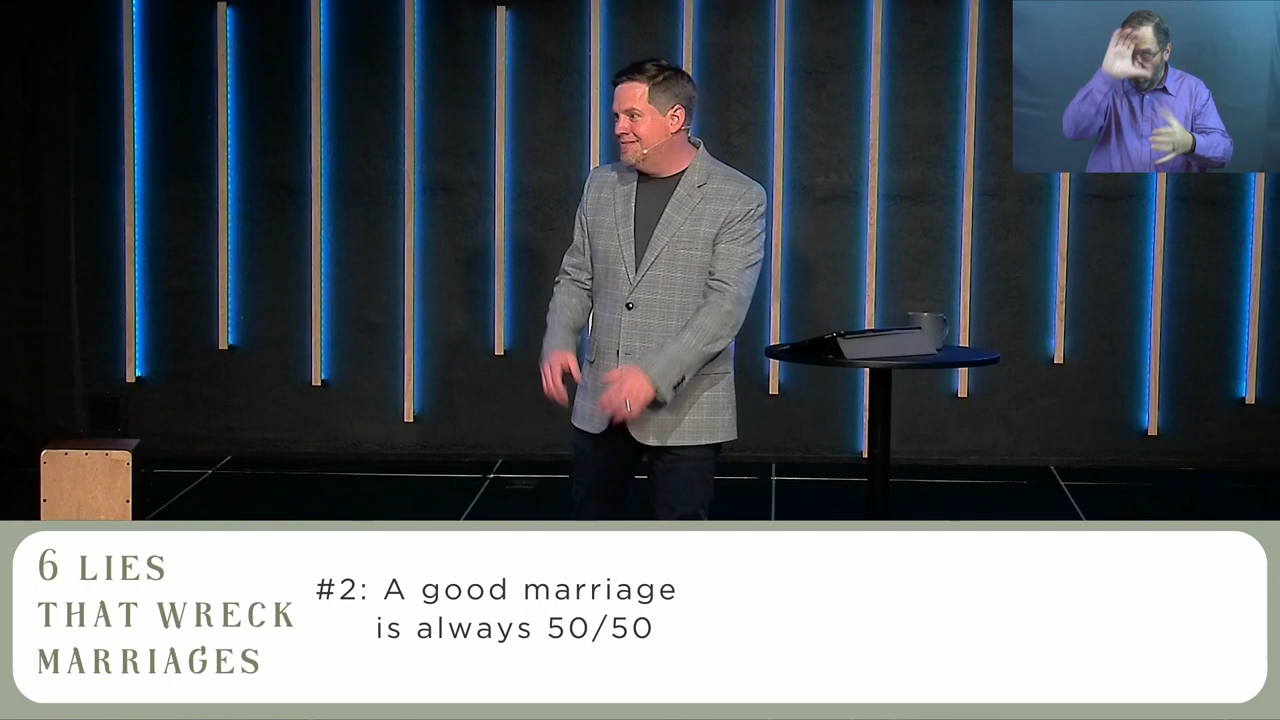 6 LIES
THAT WRECK
MARRIAGES
#2: A good marriage
is always 50/50